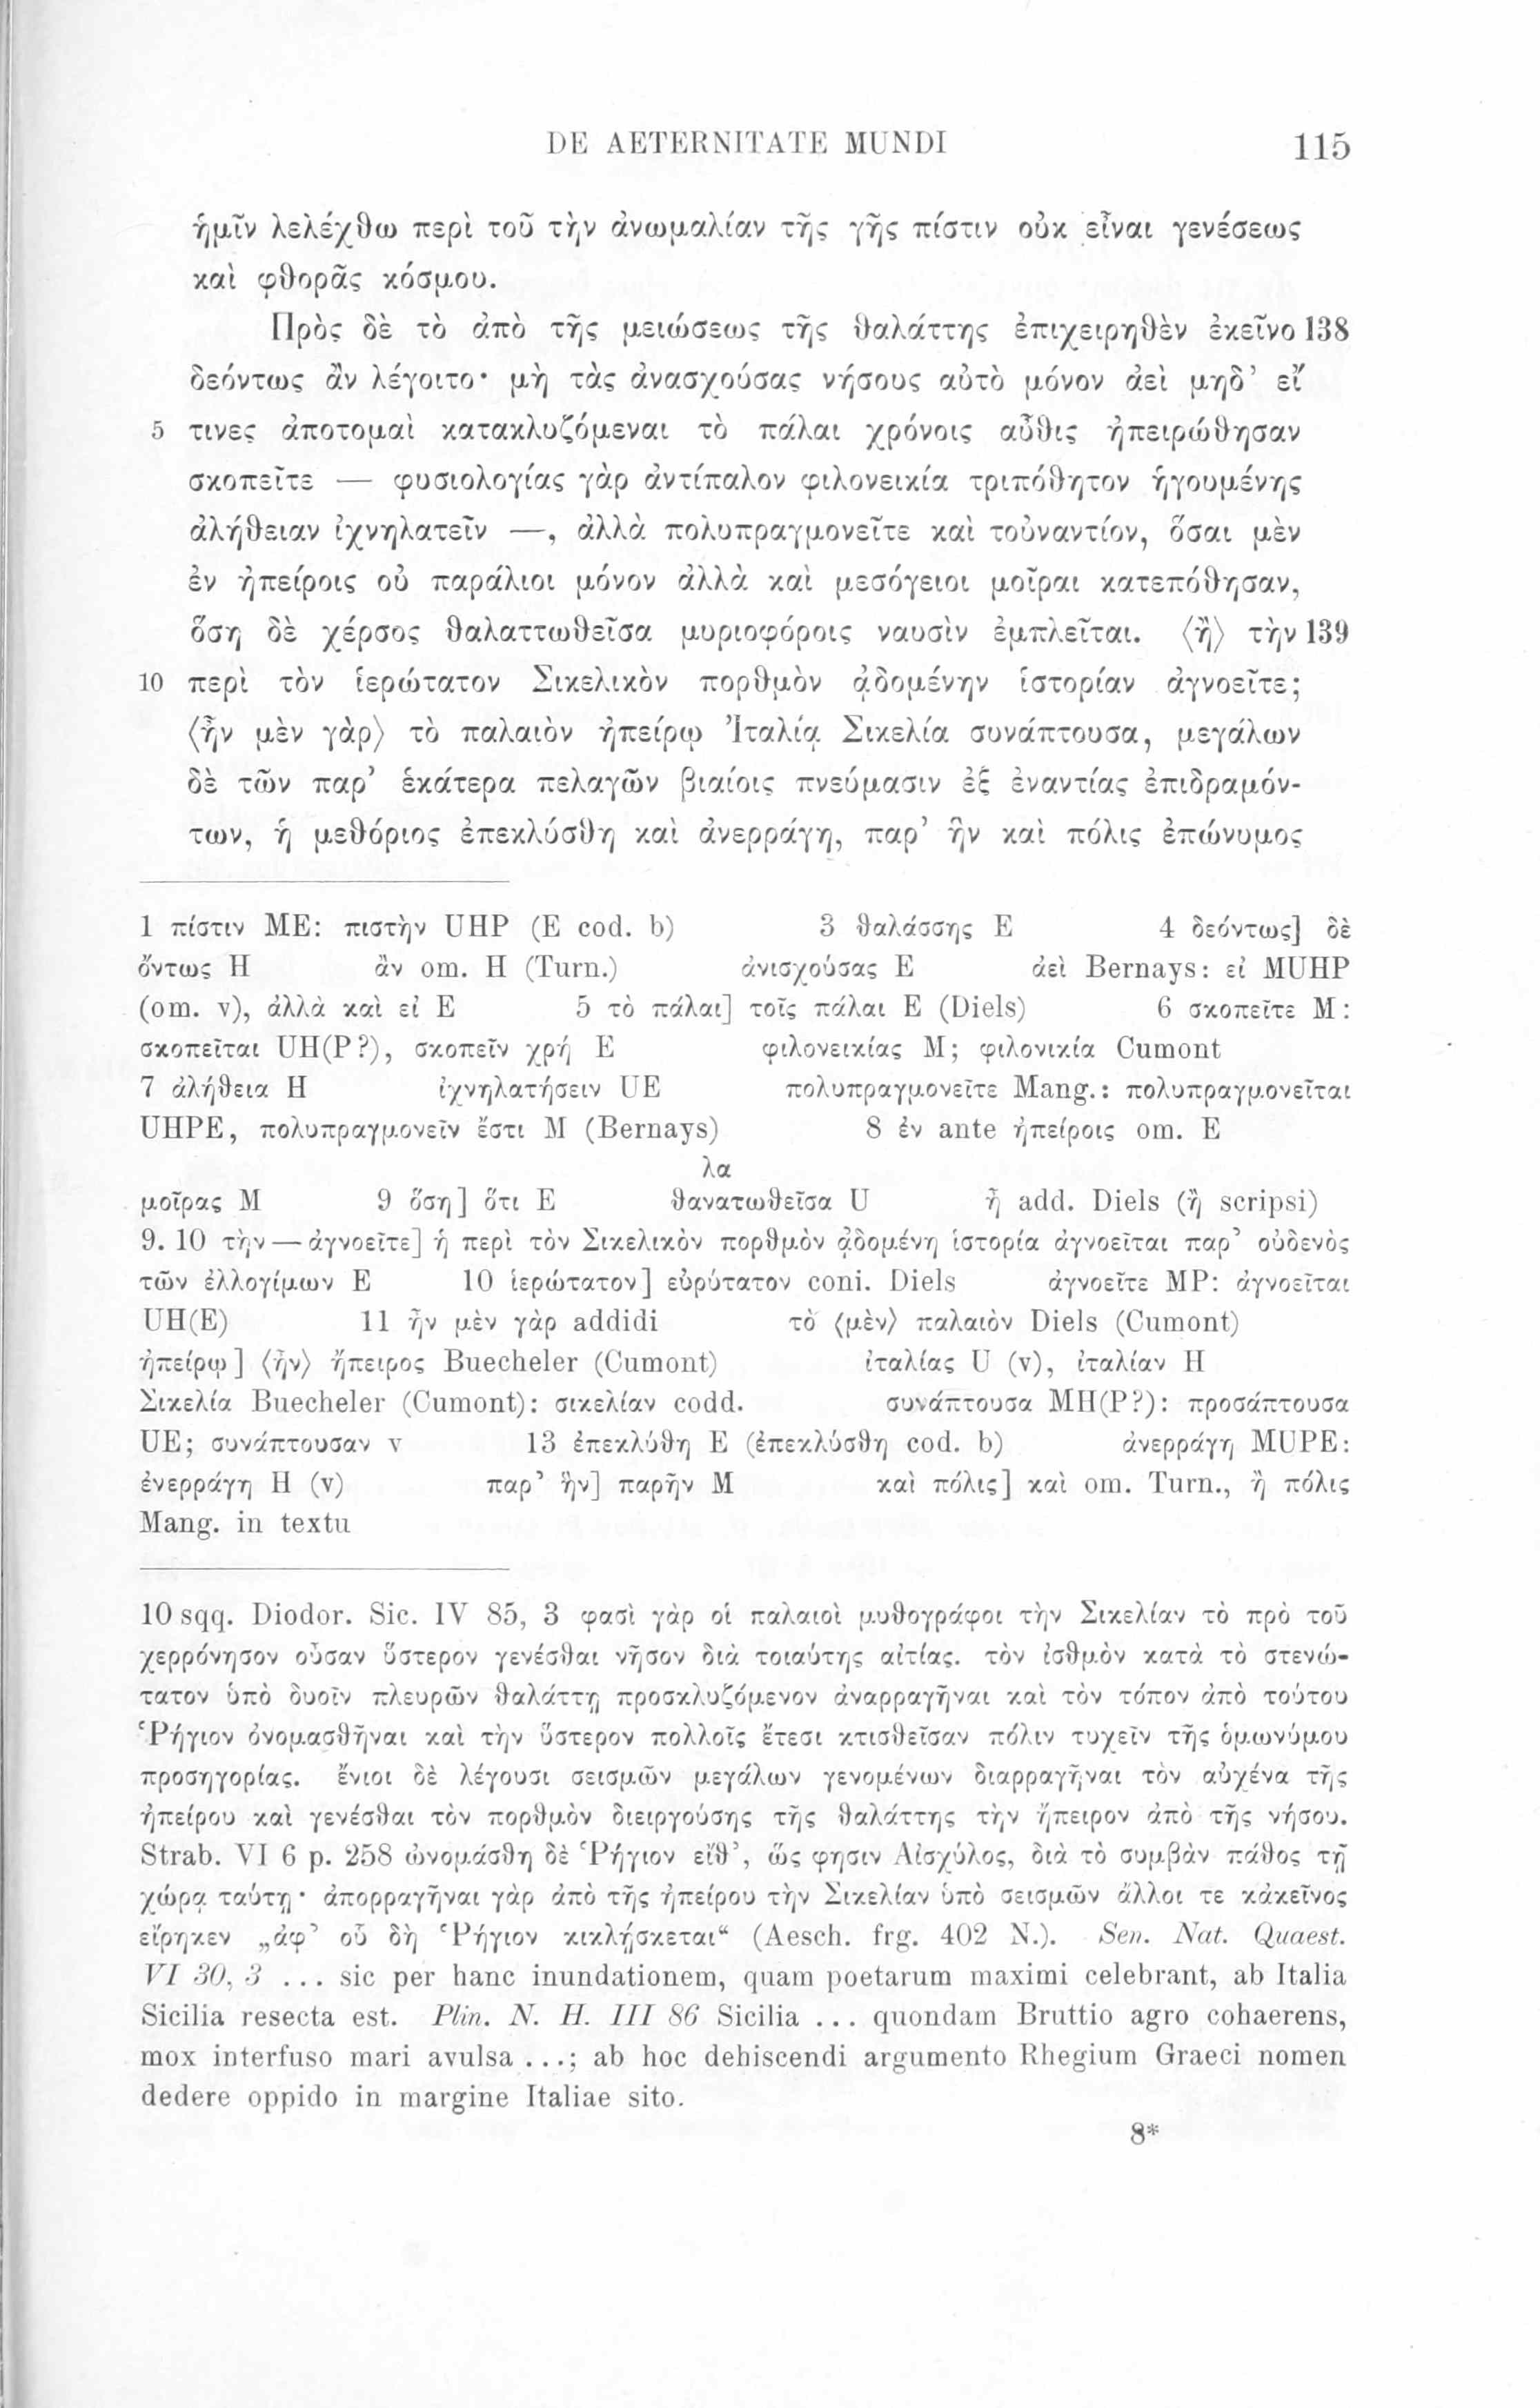 DE AETERNITATE MUNDI 115
ἡμῖν λελέχθω περὶ τοῦ τὴν ἀνωμαλίαν τῆς γῆς πίστιν οὐκ εἶναι γενέσεως
καὶ φθορᾶς κόσμου.
Πρὸς δὲ τὸ ἀπὸ τῆς μειώσεως τῆς θαλάττης ἐπιχειρηθὲν ἐκεῖνο 138
δεόντως ἂν λέγοιτο· μὴ τὰς ἀνασχούσας νήσους αὐτὸ μόνον ἀεὶ μηδ’ εἴ
5 τινες ἀποτομαὶ κατακλυζόμεναι τὸ πάλαι χρόνοις αὖθις ἠπειρώθησαν
σκοπεῖτε — φυσιολογίας γὰρ ἀντίπαλον φιλονεικία τριπόθητον ἡγουμένης
ἀλήθειαν ἰχνηλατεῖν —, ἀλλὰ πολυπραγμονεῖτε καὶ τοὐναντίον, ὅσαι μὲν
ἐν ἠπείροις οὐ παράλιοι μόνον ἀλλὰ καὶ μεσόγειοι μοῖραι κατεπόθησαν,
ὅση δὲ χέρσος θαλαττωθεῖσα μυριοφόροις ναυσὶν ἐμπλεῖται. ⟨ἢ⟩ τὴν 139
10 περὶ τὸν ἱερώτατον Σικελικὸν πορθμὸν ᾀδομένην ἱστορίαν ἀγνοεῖτε;
⟨ἦν μὲν γὰρ⟩ τὸ παλαιὸν ἠπείρῳ Ἰταλίᾳ Σικελία συνάπτουσα, μεγάλων
δὲ τῶν παρ’ ἑκάτερα πελαγῶν βιαίοις πνεύμασιν ἐξ ἐναντίας ἐπιδραμόν-
των, ἡ μεθόριος ἐπεκλύσθη καὶ ἀνερράγη, παρ’ ἣν καὶ πόλις ἐπώνυμος
1 πίστιν ME: πιστὴν UHP (E cod. b) 3 θαλάσσης E 4 δεόντως] δὲ
ὄντως H ἂν om. H (Turn.) ἀνισχούσας E ἀεὶ Bernays: εἰ MUHP
(om. v), ἀλλὰ καὶ εἰ E 5 τὸ πάλαι] τοῖς πάλαι E (Diels) 6 σκοπεῖτε M:
σκοπεῖται UH(P?), σκοπεῖν χρή E φιλονεικίας M; φιλονικία Cumont
7 ἀλήθεια H ἰχνηλατήσειν UE πολυπραγμονεῖτε Mang.: πολυπραγμονεῖται
UHPE, πολυπραγμονεῖν ἔστι M (Bernays) 8 ἐν ante ἠπείροις om. E
λα
μοῖρας M 9 ὅση] ὅτι E θανατωθεῖσα U ἦ add. Diels (ἢ scripsi)
9. 10 τὴν — ἀγνοεῖτε] ἡ περὶ τὸν Σικελικὸν πορθμὸν ᾀδομένη ἱστορία ἀγνοεῖται παρ’ οὐδενὸς
τῶν ἐλλογίμων E 10 ἱερώτατον] εὐρύτατον coni. Diels ἀγνοεῖτε MP: ἀγνοεῖται
UH(E) 11 ἦν μὲν γὰρ addidi τὸ ⟨μὲν⟩ παλαιὸν Diels (Cumont)
ἠπείρῳ] ⟨ἦν⟩ ἤπειρος Buecheler (Cumont) ἰταλίας U (v), ἰταλίαν H
Σικελία Buecheler (Cumont): σικελίαν codd. συνάπτουσα MH(P?): προσάπτουσα
UE; συνάπτουσαν v 13 ἐπεκλύθη E (ἐπεκλύσθη cod. b) ἀνερράγη MUPE:
ἐνερράγη H (v) παρ’ ἣν] παρῆν M καὶ πόλις] καὶ om. Turn., ἢ πόλις
Mang. in textu
10 sqq. Diodor. Sic. IV 85, 3 φασὶ γὰρ οἱ παλαιοὶ μυθογράφοι τὴν Σικελίαν τὸ πρὸ τοῦ
χερρόνησον οὖσαν ὕστερον γενέσθαι νῆσον διὰ τοιαύτης αἰτίας. τὸν ἰσθμὸν κατὰ τὸ στενώ-
τατον ὑπὸ δυοῖν πλευρῶν θαλάττῃ προσκλυζόμενον ἀναρραγῆναι καὶ τὸν τόπον ἀπὸ τούτου
Ῥήγιον ὀνομασθῆναι καὶ τὴν ὕστερον πολλοῖς ἔτεσι κτισθεῖσαν πόλιν τυχεῖν τῆς ὁμωνύμου
προσηγορίας. ἔνιοι δὲ λέγουσι σεισμῶν μεγάλων γενομένων διαρραγῆναι τὸν αὐχένα τῆς
ἠπείρου καὶ γενέσθαι τὸν πορθμὸν διειργούσης τῆς θαλάττης τὴν ἤπειρον ἀπὸ τῆς νήσου.
Strab. VI 6 p. 258 ὠνομάσθη δὲ Ῥήγιον εἴθ’, ὥς φησιν Αἰσχύλος, διὰ τὸ συμβὰν πάθος τῇ
χώρᾳ ταύτῃ· ἀπορραγῆναι γὰρ ἀπὸ τῆς ἠπείρου τὴν Σικελίαν ὑπὸ σεισμῶν ἄλλοι τε κἀκεῖνος
εἴρηκεν „ἀφ’ οὗ δὴ Ῥήγιον κικλῄσκεται“ (Aesch. frg. 402 N.). Sen. Nat. Quaest.
VI 30, 3 ... sic per hanc inundationem, quam poetarum maximi celebrant, ab Italia
Sicilia resecta est. Plin. N. H. III 86 Sicilia ... quondam Bruttio agro cohaerens,
mox interfuso mari avulsa ...; ab hoc dehiscendi argumento Rhegium Graeci nomen
dedere oppido in margine Italiae sito.
8*